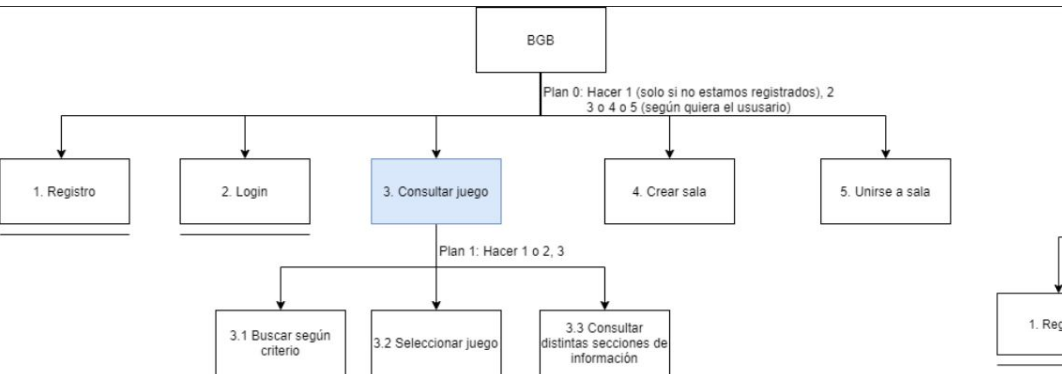 BGB
Plan 0: Hacer 1 (solo si no estamos registrados), 2
3 o 4 o 5 (según quiera el ususario)
1. Registro
2. Login
3. Consultar juego
4. Crear sala
5. Unirse a sala
Plan 1: Hacer 1 o 2, 3
3.1 Buscar según
criterio
3.2 Seleccionar juego
3.3 Consultar
distintas secciones de
información
1. Reg